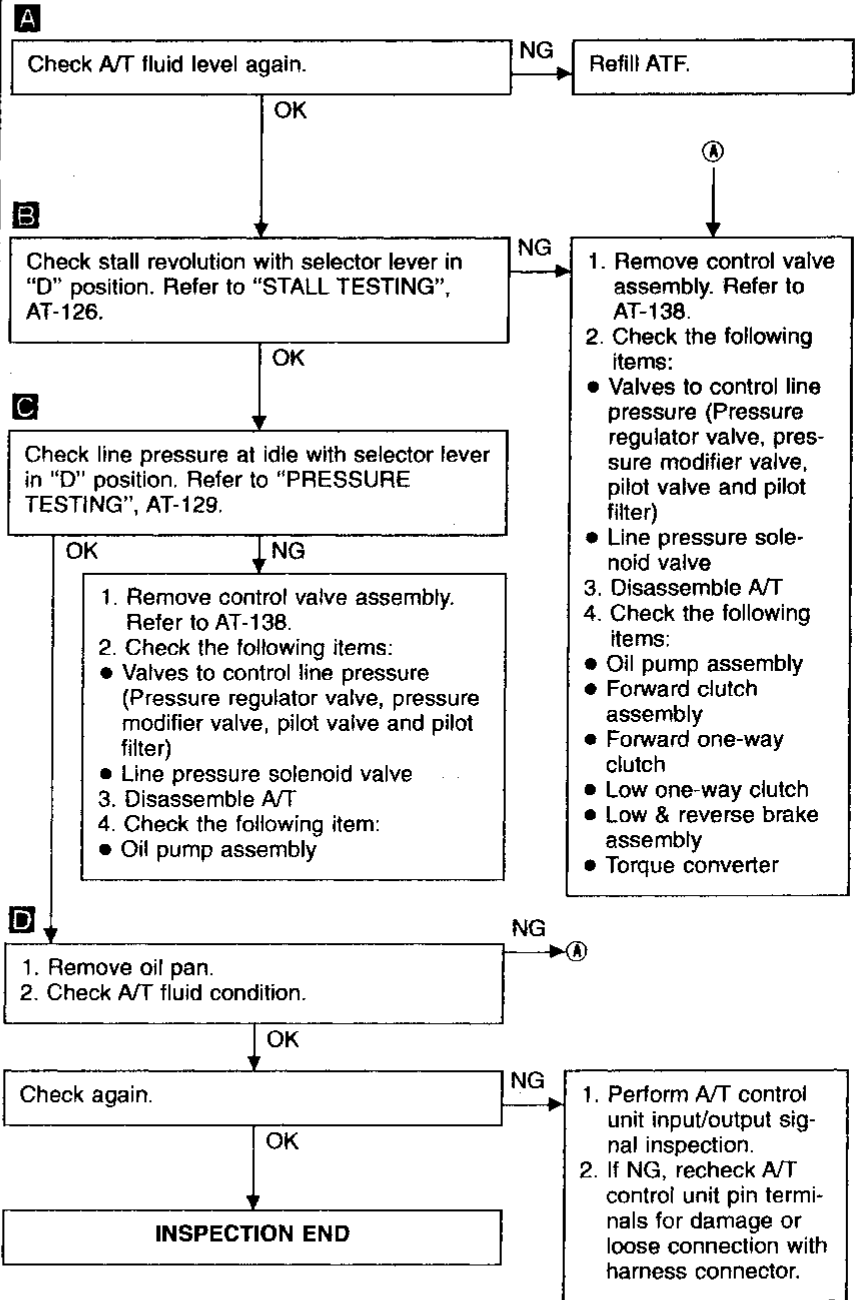 A
Check A/T fluid level again.
NG
Refill ATF.
OK
Ⓐ
B
Check stall revolution with selector lever in
"D" position. Refer to "STALL TESTING",
AT-126.
NG
1. Remove control valve
assembly. Refer to
AT-138.
2. Check the following
items:
● Valves to control line
pressure (Pressure
regulator valve, pres-
sure modifier valve,
pilot valve and pilot
filter)
● Line pressure sole-
noid valve
3. Disassemble A/T
4. Check the following
items:
● Oil pump assembly
● Forward clutch
assembly
● Forward one-way
clutch
● Low one-way clutch
● Low & reverse brake
assembly
● Torque converter
OK
C
Check line pressure at idle with selector lever
in "D" position. Refer to "PRESSURE
TESTING", AT-129.
OK
NG
1. Remove control valve assembly.
Refer to AT-138.
2. Check the following items:
● Valves to control line pressure
(Pressure regulator valve, pressure
modifier valve, pilot valve and pilot
filter)
● Line pressure solenoid valve
3. Disassemble A/T
4. Check the following item:
● Oil pump assembly
D
1. Remove oil pan.
2. Check A/T fluid condition.
NG
Ⓐ
OK
Check again.
NG
1. Perform A/T control
unit input/output sig-
nal inspection.
2. If NG, recheck A/T
control unit pin termi-
nals for damage or
loose connection with
harness connector.
OK
INSPECTION END